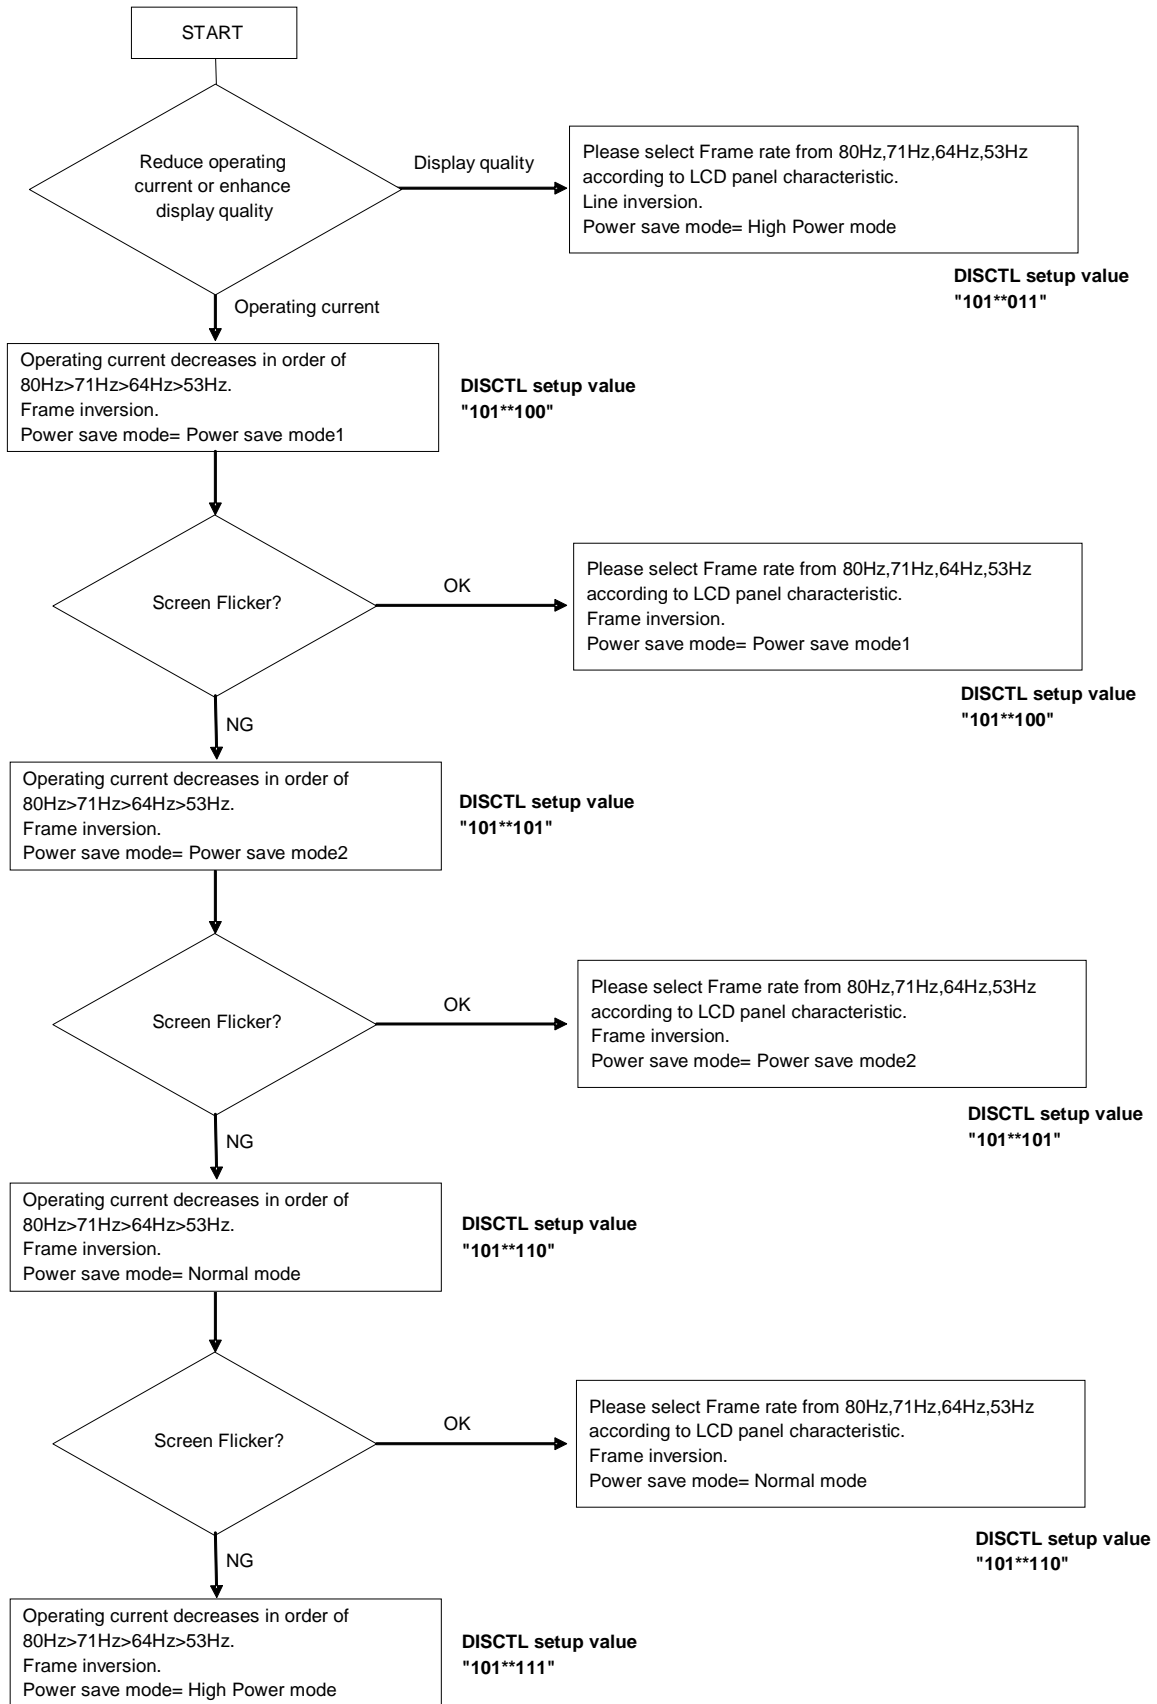 START
Reduce operating
current or enhance
display quality
Display quality
Please select Frame rate from 80Hz,71Hz,64Hz,53Hz
according to LCD panel characteristic.
Line inversion.
Power save mode= High Power mode
DISCTL setup value
"101**011"
Operating current
Operating current decreases in order of
80Hz>71Hz>64Hz>53Hz.
Frame inversion.
Power save mode= Power save mode1
DISCTL setup value
"101**100"
Screen Flicker?
OK
Please select Frame rate from 80Hz,71Hz,64Hz,53Hz
according to LCD panel characteristic.
Frame inversion.
Power save mode= Power save mode1
DISCTL setup value
"101**100"
NG
Operating current decreases in order of
80Hz>71Hz>64Hz>53Hz.
Frame inversion.
Power save mode= Power save mode2
DISCTL setup value
"101**101"
Screen Flicker?
OK
Please select Frame rate from 80Hz,71Hz,64Hz,53Hz
according to LCD panel characteristic.
Frame inversion.
Power save mode= Power save mode2
DISCTL setup value
"101**101"
NG
Operating current decreases in order of
80Hz>71Hz>64Hz>53Hz.
Frame inversion.
Power save mode= Normal mode
DISCTL setup value
"101**110"
Screen Flicker?
OK
Please select Frame rate from 80Hz,71Hz,64Hz,53Hz
according to LCD panel characteristic.
Frame inversion.
Power save mode= Normal mode
DISCTL setup value
"101**110"
NG
Operating current decreases in order of
80Hz>71Hz>64Hz>53Hz.
Frame inversion.
Power save mode= High Power mode
DISCTL setup value
"101**111"